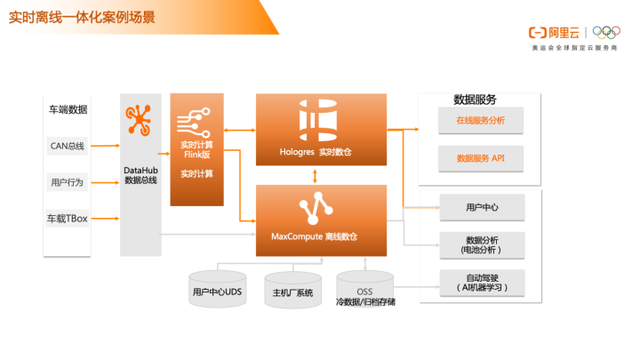 实时离线一体化案例场景
阿里云
奥运会全球指定云服务商
车端数据
CAN总线
用户行为
车载TBox
DataHub
数据总线
实时计算
Flink版
实时计算
Hologres 实时数仓
MaxCompute 离线数仓
用户中心UDS
主机厂系统
OSS
冷数据/归档存储
数据服务
在线服务分析
数据服务 API
用户中心
数据分析
(电池分析）
自动驾驶
（AI机器学习）